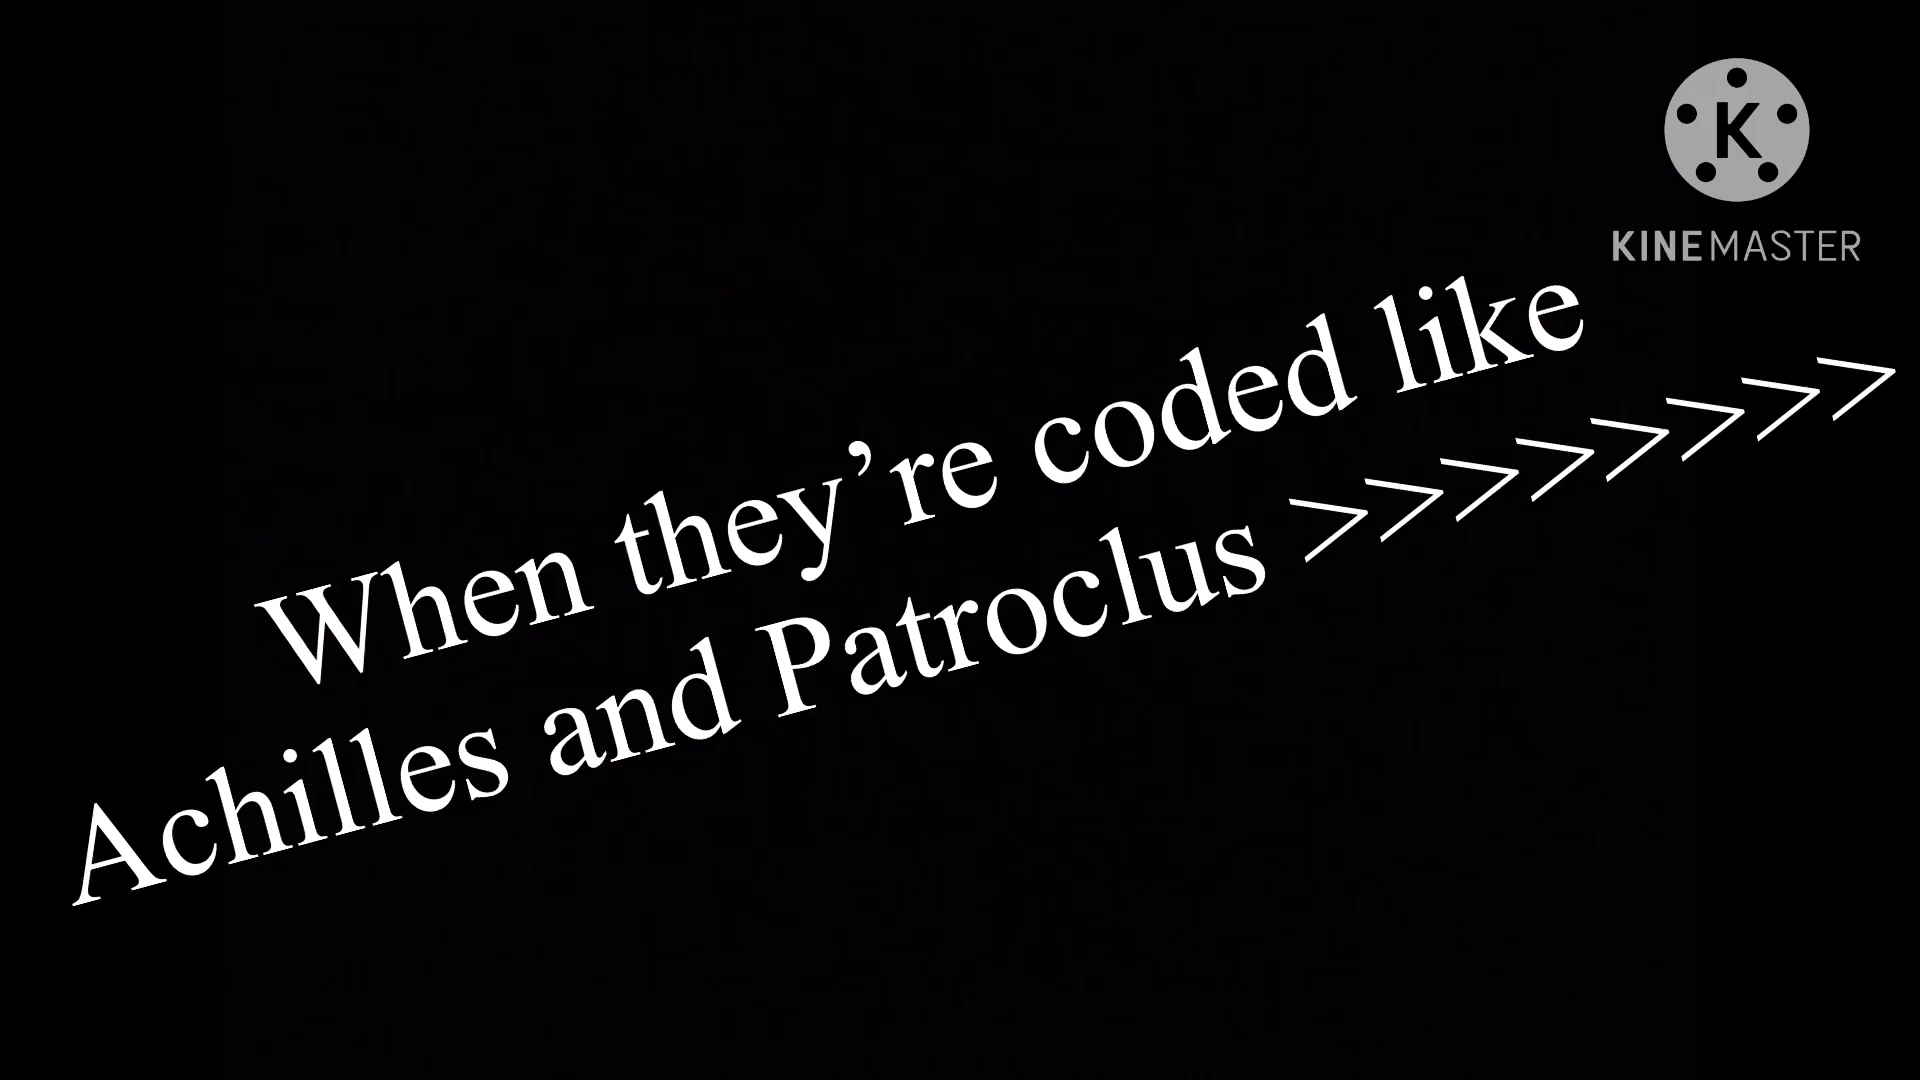 K
KINEMASTER
When they’re coded like
Achilles and Patroclus >>>>>>>>